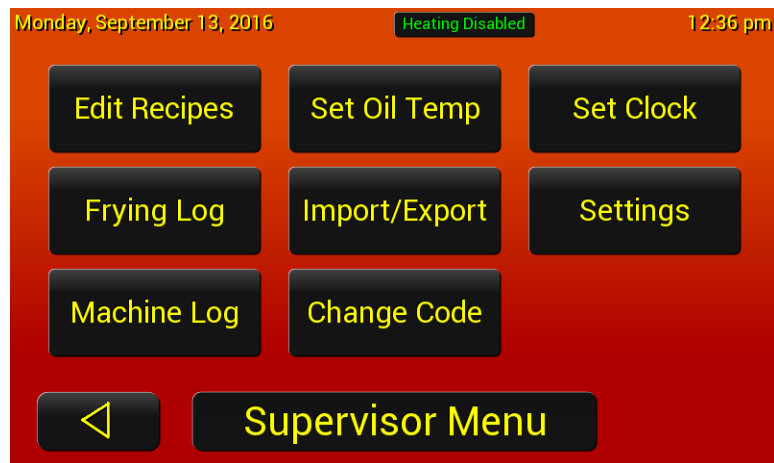 Monday, September 13, 2016 Heating Disabled 12:36 pm
Edit Recipes Set Oil Temp Set Clock
Frying Log Import/Export Settings
Machine Log Change Code
Supervisor Menu